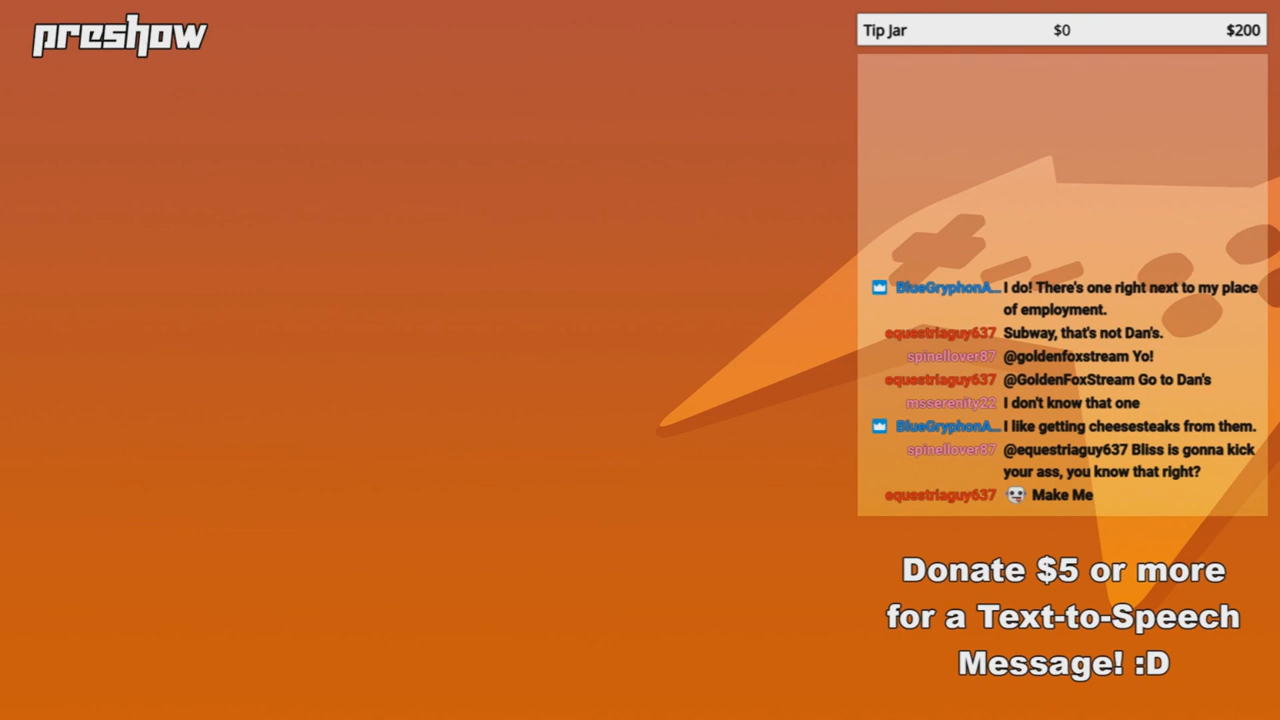 preshow
Tip Jar $0 $200
BlueGryphonA... I do! There's one right next to my place
of employment.
equestriaguy637 Subway, that's not Dan's.
spinellover87 @goldenfoxstream Yo!
equestriaguy637 @GoldenFoxStream Go to Dan's
msserenity22 I don't know that one
BlueGryphonA... I like getting cheesesteaks from them.
spinellover87 @equestriaguy637 Bliss is gonna kick
your ass, you know that right?
equestriaguy637 Make Me
Donate $5 or more
for a Text-to-Speech
Message! :D